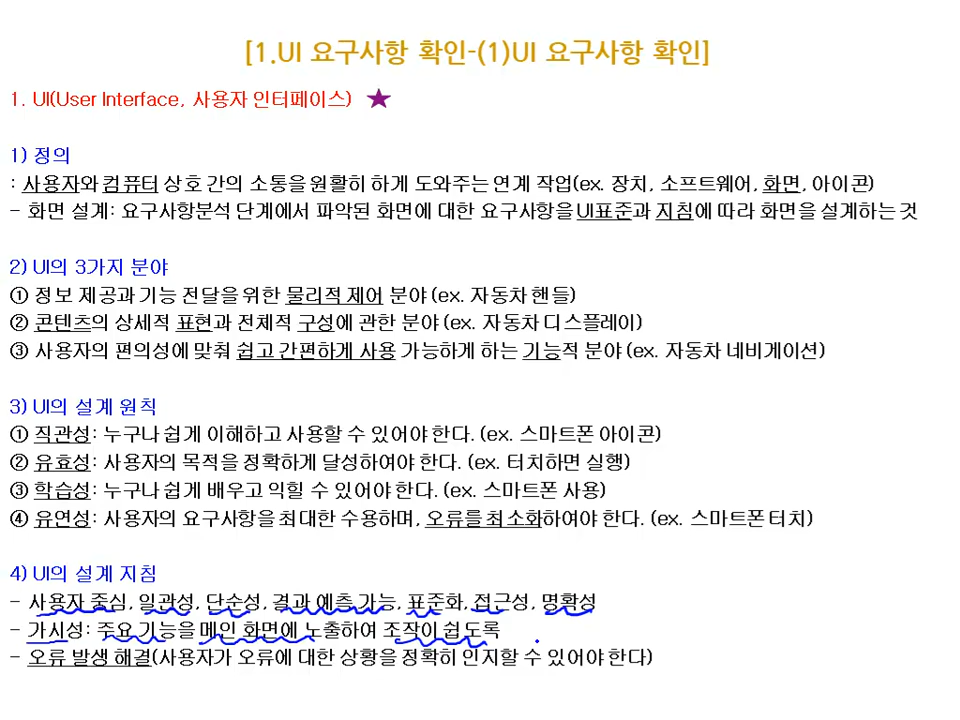 [1.UI 요구사항 확인-(1)UI 요구사항 확인]
1. UI(User Interface, 사용자 인터페이스) ★
1) 정의
: 사용자와 컴퓨터 상호 간의 소통을 원활히 하게 도와주는 연계 작업(ex. 장치, 소프트웨어, 화면, 아이콘)
- 화면 설계: 요구사항분석 단계에서 파악된 화면에 대한 요구사항을 UI표준과 지침에 따라 화면을 설계하는 것
2) UI의 3가지 분야
① 정보 제공과 기능 전달을 위한 물리적 제어 분야 (ex. 자동차 핸들)
② 콘텐츠의 상세적 표현과 전체적 구성에 관한 분야 (ex. 자동차 디스플레이)
③ 사용자의 편의성에 맞춰 쉽고 간편하게 사용 가능하게 하는 기능적 분야 (ex. 자동차 네비게이션)
3) UI의 설계 원칙
① 직관성: 누구나 쉽게 이해하고 사용할 수 있어야 한다. (ex. 스마트폰 아이콘)
② 유효성: 사용자의 목적을 정확하게 달성하여야 한다. (ex. 터치하면 실행)
③ 학습성: 누구나 쉽게 배우고 익힐 수 있어야 한다. (ex. 스마트폰 사용)
④ 유연성: 사용자의 요구사항을 최대한 수용하며, 오류를 최소화하여야 한다. (ex. 스마트폰 터치)
4) UI의 설계 지침
- 사용자 중심, 일관성, 단순성, 결과 예측 가능, 표준화, 접근성, 명확성
- 가시성: 주요 기능을 메인 화면에 노출하여 조작이 쉽도록
- 오류 발생 해결(사용자가 오류에 대한 상황을 정확히 인지할 수 있어야 한다)